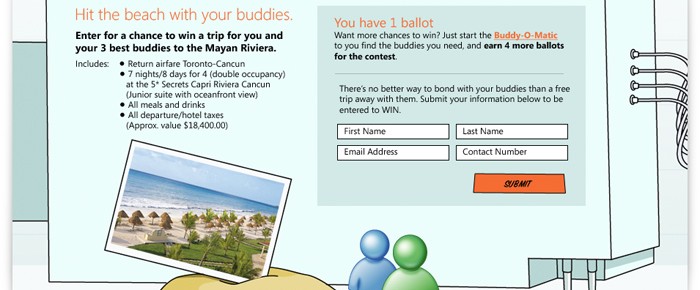 Hit the beach with your buddies.
Enter for a chance to win a trip for you and
your 3 best buddies to the Mayan Riviera.
Includes: • Return airfare Toronto-Cancun
• 7 nights/8 days for 4 (double occupancy)
at the 5* Secrets Capri Riviera Cancun
(Junior suite with oceanfront view)
• All meals and drinks
• All departure/hotel taxes
(Approx. value $18,400.00)
You have 1 ballot
Want more chances to win? Just start the Buddy-O-Matic
to you find the buddies you need, and earn 4 more ballots
for the contest.
There's no better way to bond with your buddies than a free
trip away with them. Submit your information below to be
entered to WIN.
First Name
Last Name
Email Address
Contact Number
SUBMIT